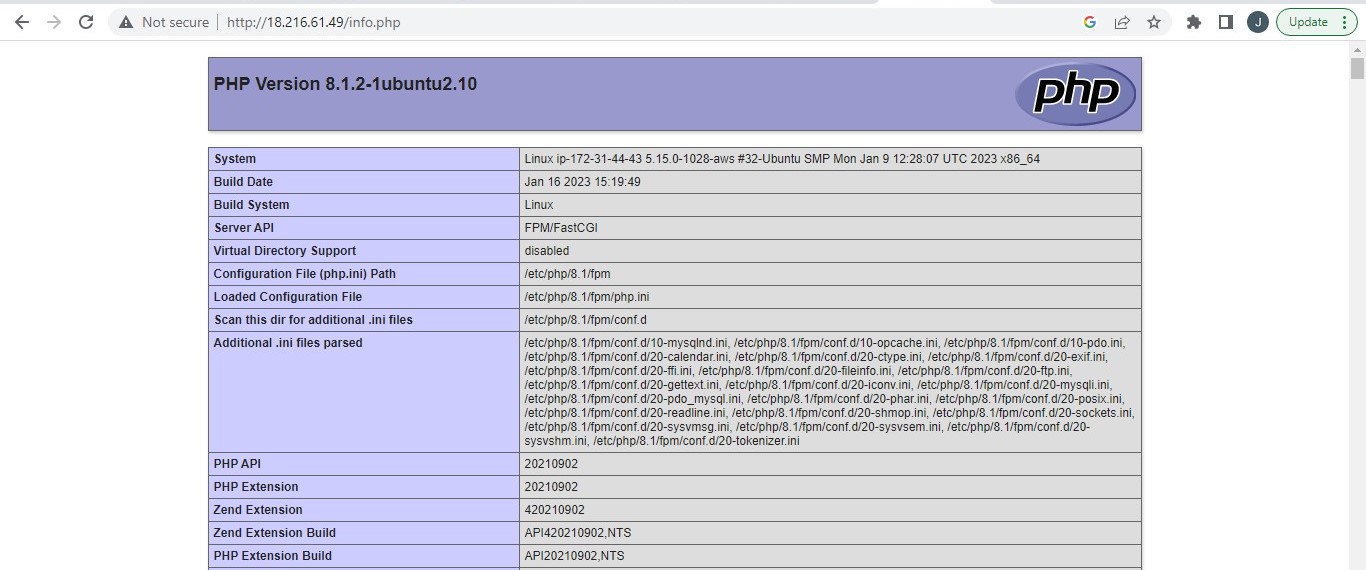 Not secure | http://18.216.61.49/info.php
J
Update
PHP Version 8.1.2-1ubuntu2.10
php
System Linux ip-172-31-44-43 5.15.0-1028-aws #32-Ubuntu SMP Mon Jan 9 12:28:07 UTC 2023 x86_64
Build Date Jan 16 2023 15:19:49
Build System Linux
Server API FPM/FastCGI
Virtual Directory Support disabled
Configuration File (php.ini) Path /etc/php/8.1/fpm
Loaded Configuration File /etc/php/8.1/fpm/php.ini
Scan this dir for additional .ini files /etc/php/8.1/fpm/conf.d
Additional .ini files parsed /etc/php/8.1/fpm/conf.d/10-mysqlnd.ini, /etc/php/8.1/fpm/conf.d/10-opcache.ini, /etc/php/8.1/fpm/conf.d/10-pdo.ini,
/etc/php/8.1/fpm/conf.d/20-calendar.ini, /etc/php/8.1/fpm/conf.d/20-ctype.ini, /etc/php/8.1/fpm/conf.d/20-exif.ini,
/etc/php/8.1/fpm/conf.d/20-ffi.ini, /etc/php/8.1/fpm/conf.d/20-fileinfo.ini, /etc/php/8.1/fpm/conf.d/20-ftp.ini,
/etc/php/8.1/fpm/conf.d/20-gettext.ini, /etc/php/8.1/fpm/conf.d/20-iconv.ini, /etc/php/8.1/fpm/conf.d/20-mysqli.ini,
/etc/php/8.1/fpm/conf.d/20-pdo_mysql.ini, /etc/php/8.1/fpm/conf.d/20-phar.ini, /etc/php/8.1/fpm/conf.d/20-posix.ini,
/etc/php/8.1/fpm/conf.d/20-readline.ini, /etc/php/8.1/fpm/conf.d/20-shmop.ini, /etc/php/8.1/fpm/conf.d/20-sockets.ini,
/etc/php/8.1/fpm/conf.d/20-sysvmsg.ini, /etc/php/8.1/fpm/conf.d/20-sysvsem.ini, /etc/php/8.1/fpm/conf.d/20-
sysvshm.ini, /etc/php/8.1/fpm/conf.d/20-tokenizer.ini
PHP API 20210902
PHP Extension 20210902
Zend Extension 420210902
Zend Extension Build API420210902,NTS
PHP Extension Build API20210902,NTS